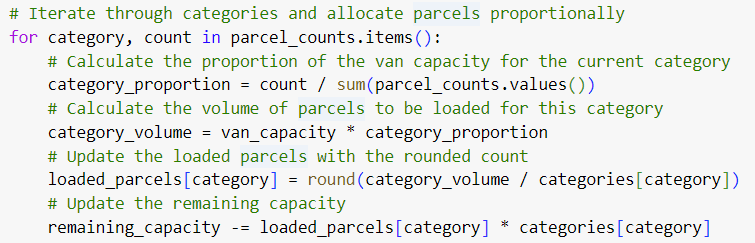 # Iterate through categories and allocate parcels proportionally
for category, count in parcel_counts.items():
    # Calculate the proportion of the van capacity for the current category
    category_proportion = count / sum(parcel_counts.values())
    # Calculate the volume of parcels to be loaded for this category
    category_volume = van_capacity * category_proportion
    # Update the loaded parcels with the rounded count
    loaded_parcels[category] = round(category_volume / categories[category])
    # Update the remaining capacity
    remaining_capacity -= loaded_parcels[category] * categories[category]